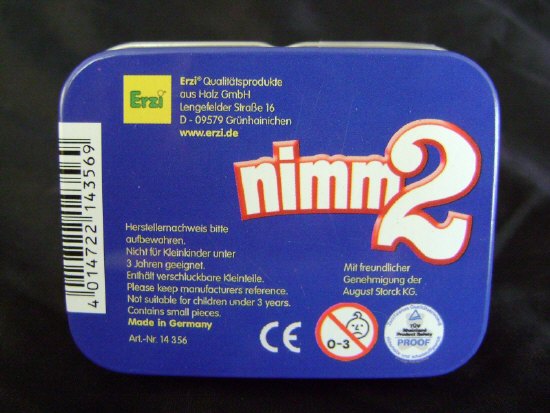 Erzi
Erzi® Qualitätsprodukte
aus Holz GmbH
Lengefelder Straße 16
D - 09579 Grünhainichen
www.erzi.de
nimm2
4 014722 143569
Herstellernachweis bitte
aufbewahren.
Nicht für Kleinkinder unter
3 Jahren geeignet.
Enthält verschluckbare Kleinteile.
Please keep manufacturers reference.
Not suitable for children under 3 years.
Contains small pieces.
Made in Germany
Art.-Nr. 14 356
Mit freundlicher
Genehmigung der
August Storck KG.
CE
0-3
TÜV
Rheinland
Product Safety
PROOF